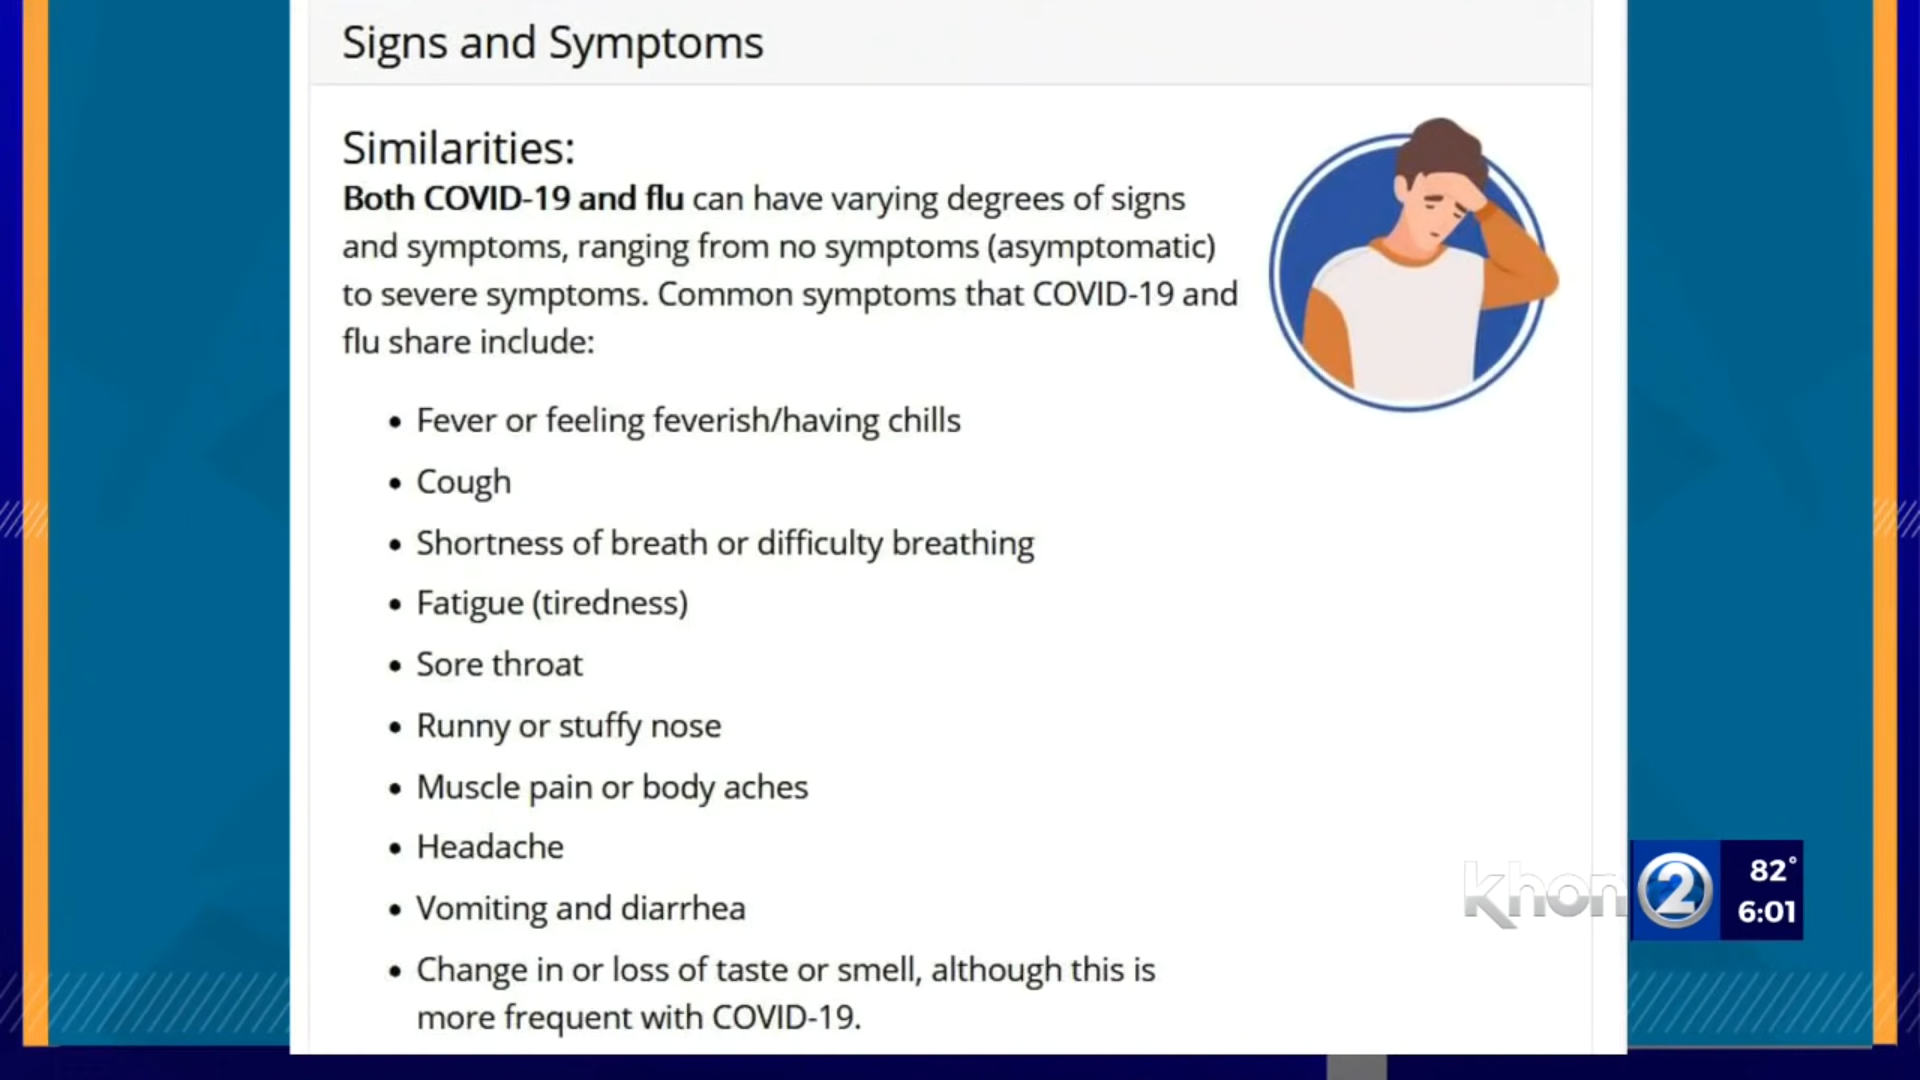 Signs and Symptoms
Similarities:
Both COVID-19 and flu can have varying degrees of signs
and symptoms, ranging from no symptoms (asymptomatic)
to severe symptoms. Common symptoms that COVID-19 and
flu share include:
• Fever or feeling feverish/having chills
• Cough
• Shortness of breath or difficulty breathing
• Fatigue (tiredness)
• Sore throat
• Runny or stuffy nose
• Muscle pain or body aches
• Headache
• Vomiting and diarrhea
• Change in or loss of taste or smell, although this is
more frequent with COVID-19.
khon 2
82°
6:01